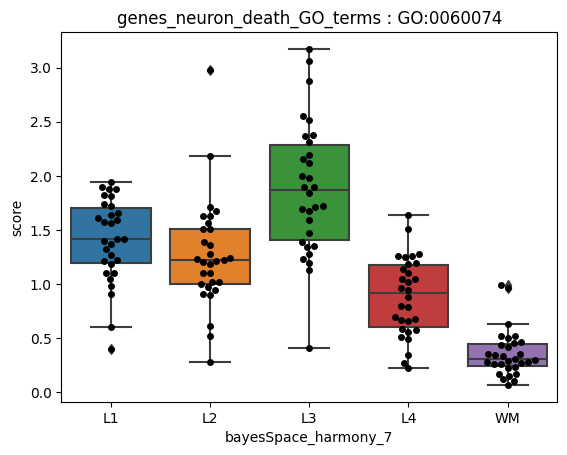 genes_neuron_death_GO_terms : GO:0060074
3.0
2.5
2.0
1.5
1.0
0.5
0.0
score
L1 L2 L3 L4 WM
bayesSpace_harmony_7